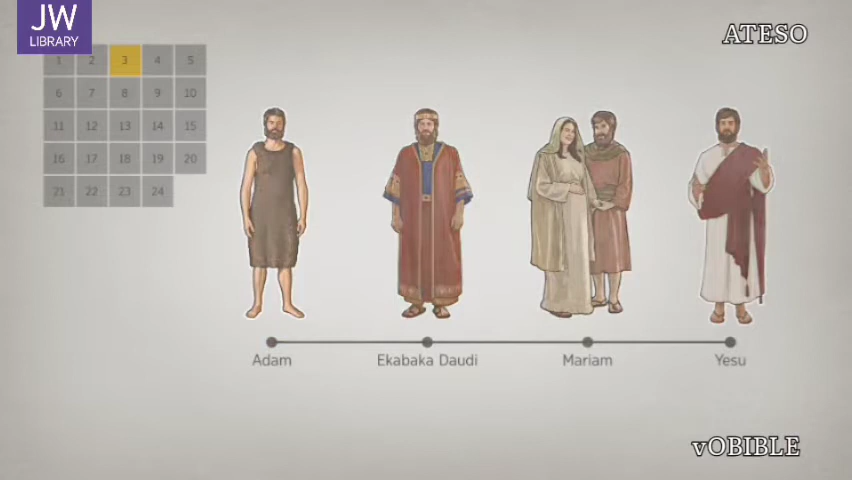 JW
LIBRARY
ATESO
1 2 3 4 5
6 7 8 9 10
11 12 13 14 15
16 17 18 19 20
21 22 23 24
Adam Ekabaka Daudi Mariam Yesu
vOBIBLE